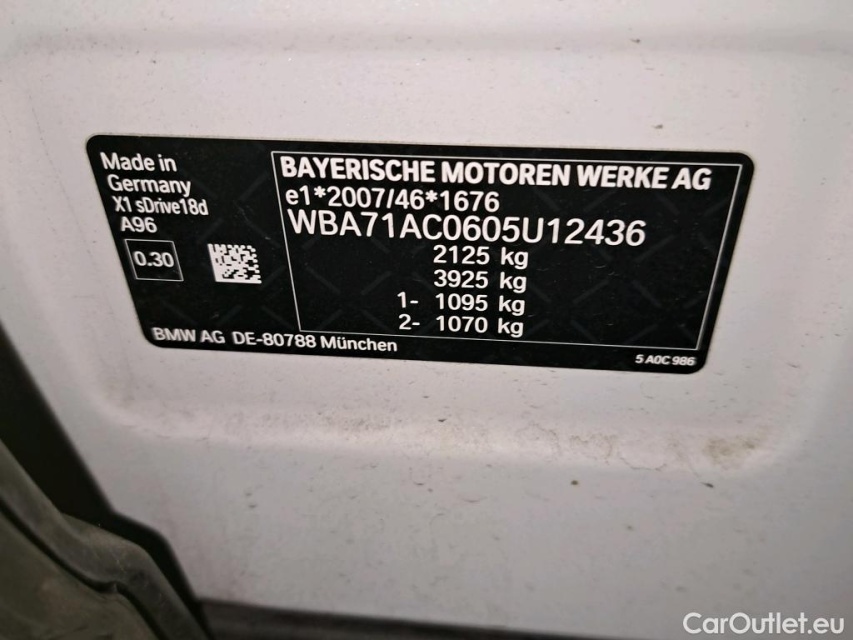 Made in
Germany
X1 sDrive18d
A96
0.30
BAYERISCHE MOTOREN WERKE AG
e1*2007/46*1676
WBA71AC0605U12436
2125 kg
3925 kg
1- 1095 kg
2- 1070 kg
BMW AG DE-80788 München
5 A0C 986
CarOutlet.eu